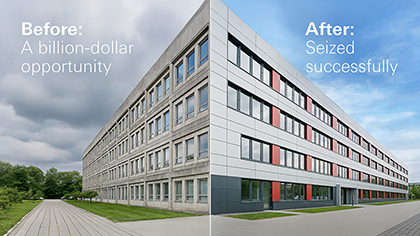 Before:
A billion-dollar
opportunity
After:
Seized
successfully